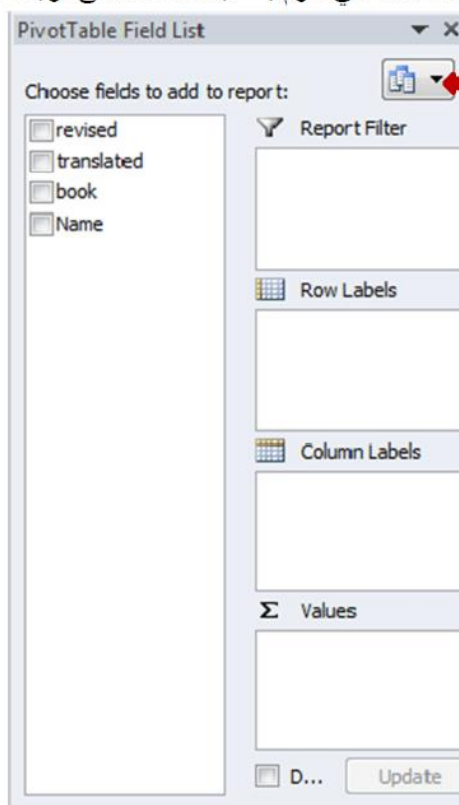 PivotTable Field List
Choose fields to add to report:
revised
translated
book
Name
Report Filter
Row Labels
Column Labels
Σ Values
D...
Update